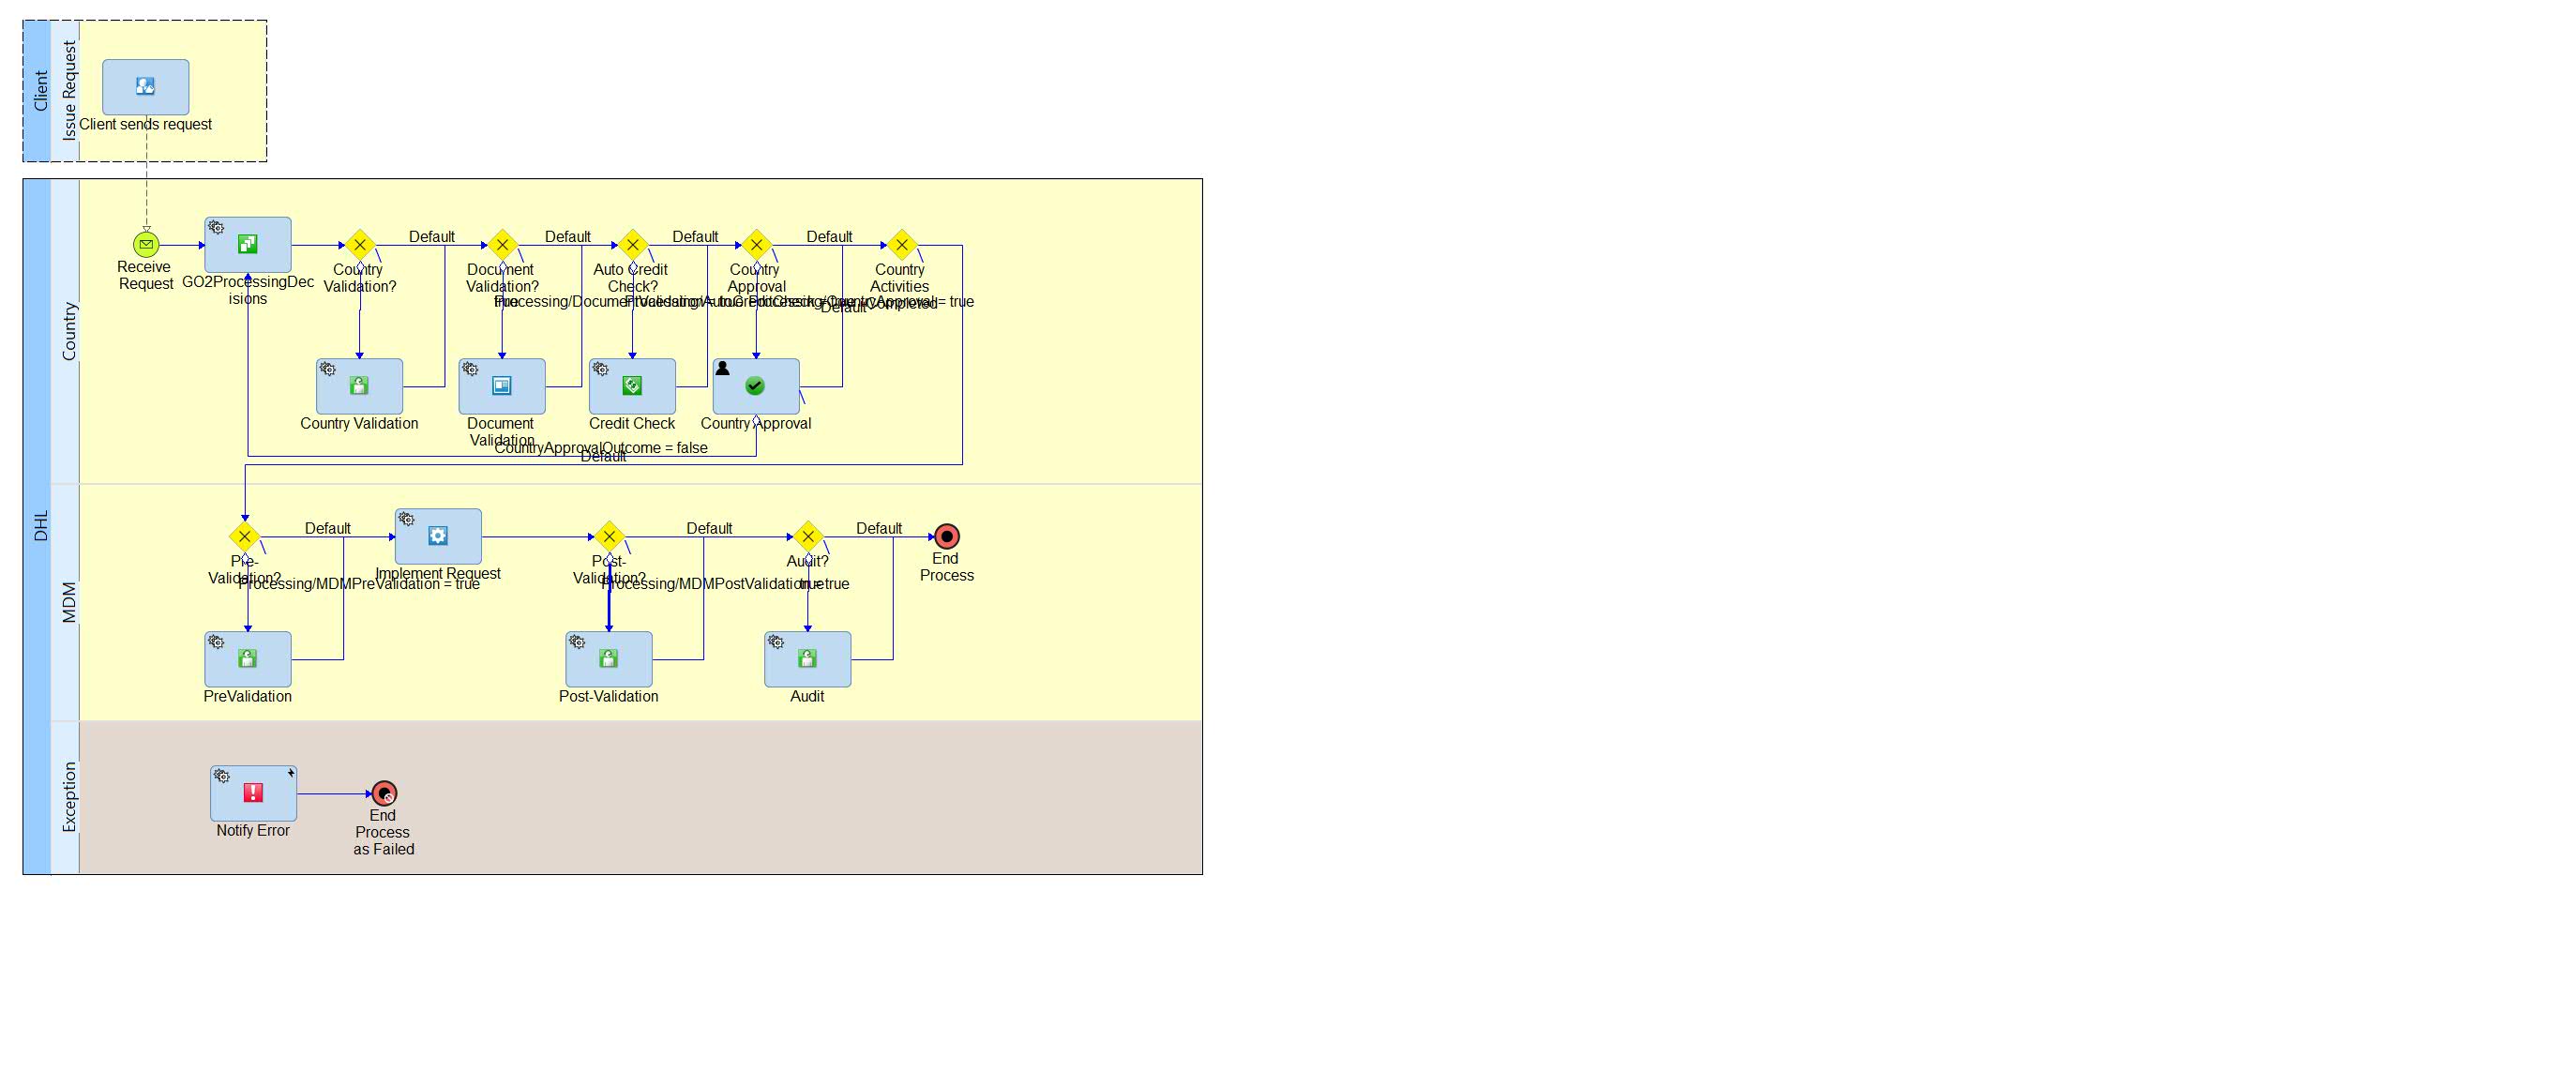 Client
Issue Request
Client sends request
DHL
Country
Receive
Request
GO2ProcessingDec
isions
Country
Validation?
Default
Document
Validation?
Default
Auto Credit
Check?
Default
Country
Approval
Default
Country
Activities
Completed
true
Processing/DocumentValidation = true
Processing/AutoCreditCheck = true
Processing/CountryApproval = true
Default
Country Validation
Document
Validation
Credit Check
Country Approval
CountryApprovalOutcome = false
Default
MDM
Pre-
Validation?
Default
Processing/MDMPreValidation = true
Implement Request
Post-
Validation?
Default
Processing/MDMPostValidation = true
Audit?
Default
true
End
Process
PreValidation
Post-Validation
Audit
Exception
Notify Error
End
Process
as Failed